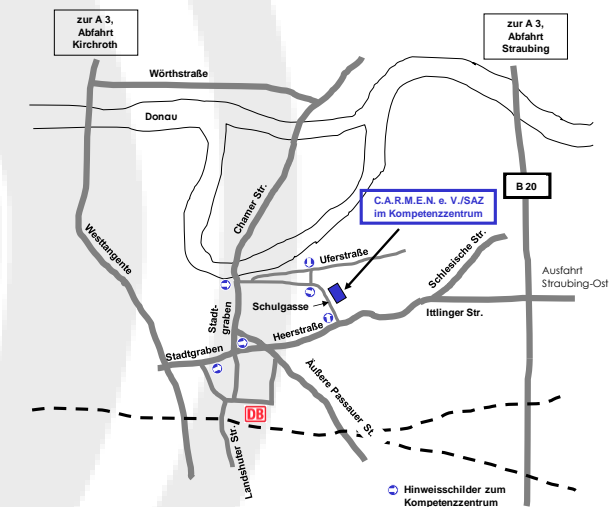 zur A 3,
Abfahrt
Kirchroth
zur A 3,
Abfahrt
Straubing
Wörthstraße
Donau
B 20
C.A.R.M.E.N. e. V./SAZ
im Kompetenzzentrum
Chamer Str.
Westtangente
Uferstraße
Schlesische Str.
Ausfahrt
Straubing-Ost
Schulgasse
Stadt-
graben
Heerstraße
Ittlinger Str.
Stadtgraben
Äußere Passauer St.
DB
Landshuter Str.
Hinweisschilder zum
Kompetenzzentrum